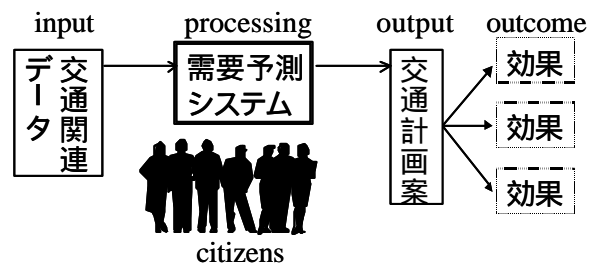 input
processing
output
outcome
交通関連
データ
需要予測
システム
交通計画案
効果
効果
効果
citizens